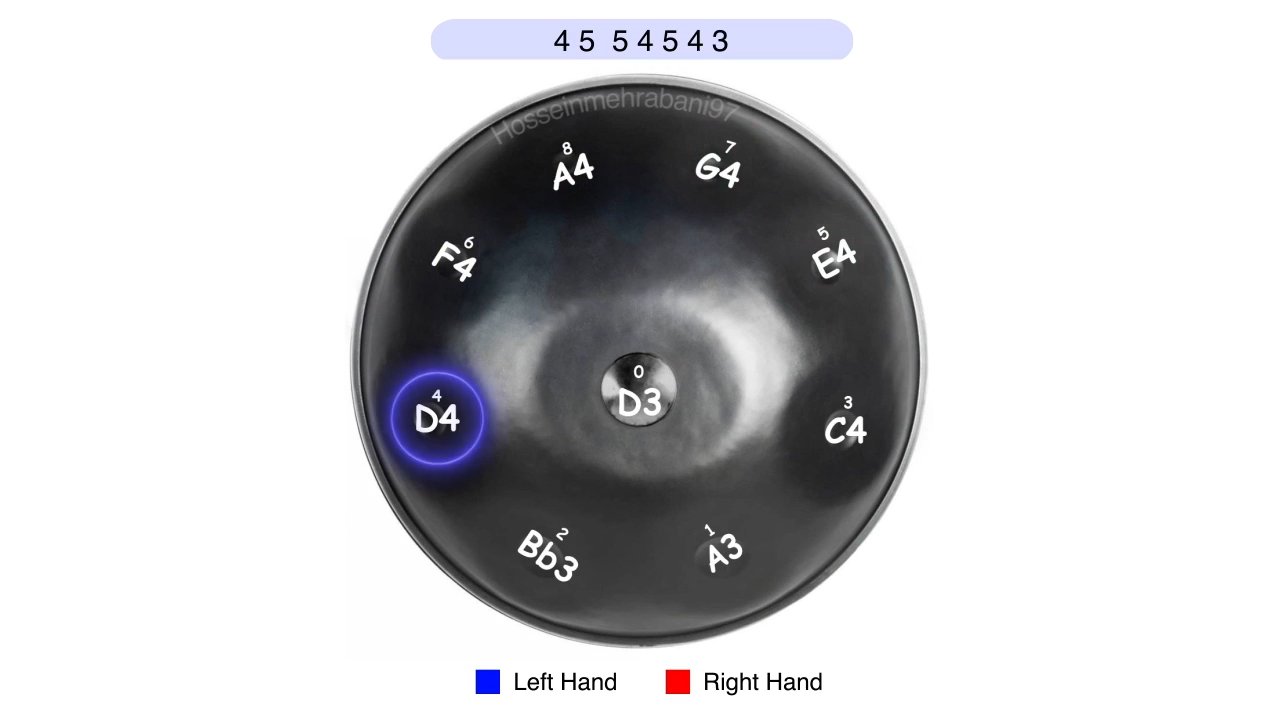 4 5 5 4 5 4 3
Hosseinmehrabani97
8
A4
7
G4
6
F4
5
E4
4
D4
0
D3
3
C4
2
Bb3
1
A3
Left Hand
Right Hand